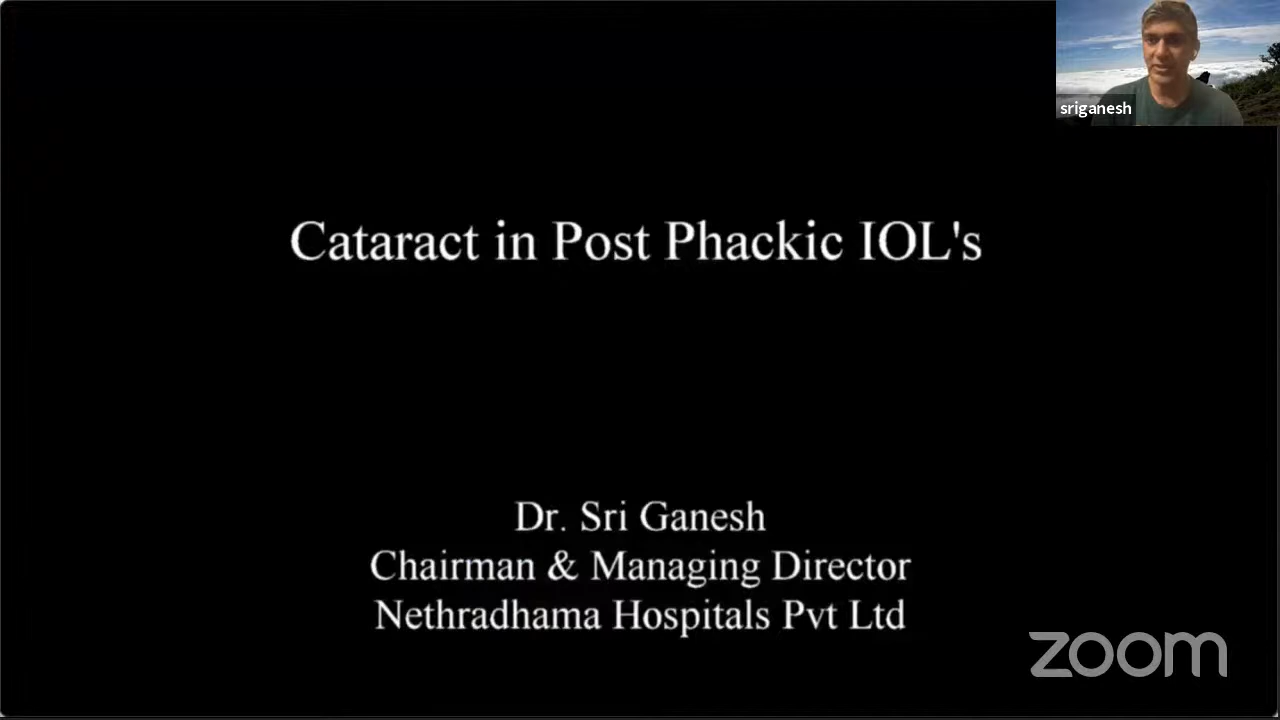 sriganesh
Cataract in Post Phackic IOL's
Dr. Sri Ganesh
Chairman & Managing Director
Nethradhama Hospitals Pvt Ltd
zoom